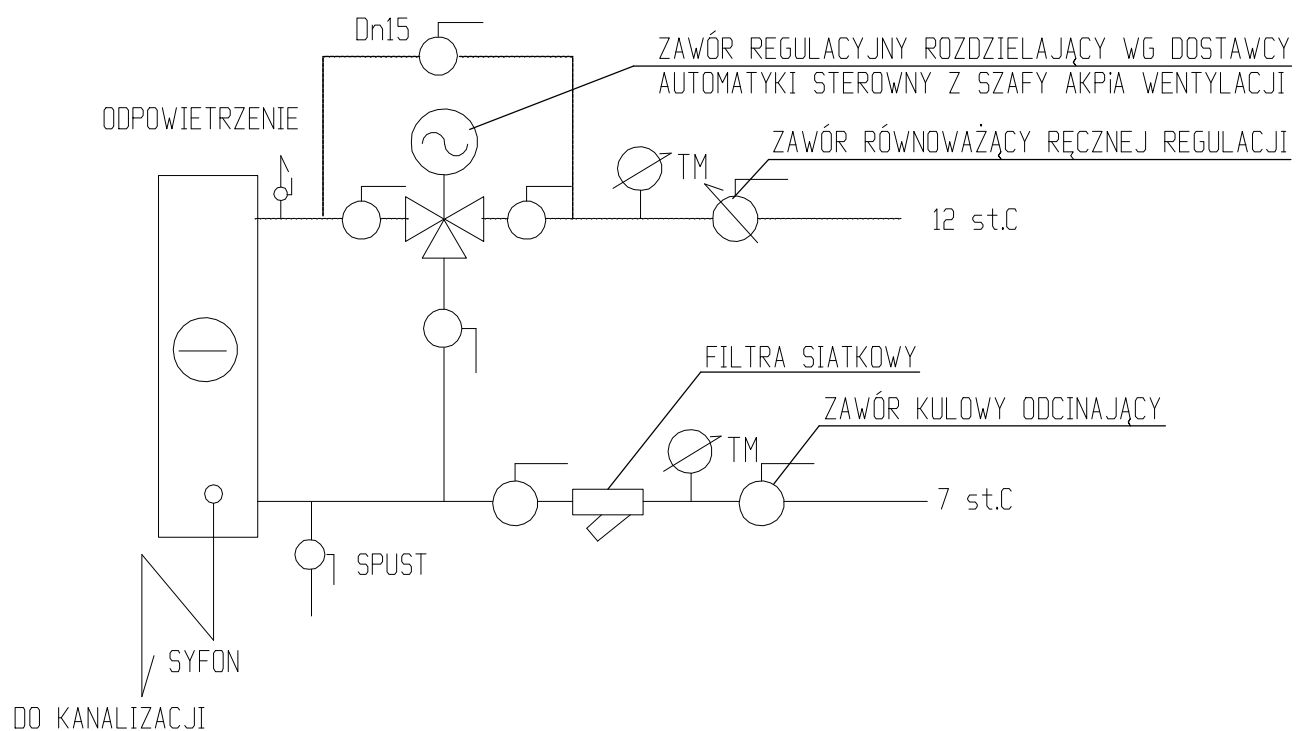 Dn15
ZAWÓR REGULACYJNY ROZDZIELAJĄCY WG DOSTAWCY
AUTOMATYKI STEROWNY Z SZAFY AKPiA WENTYLACJI
ODPOWIETRZENIE
ZAWÓR RÓWNOWAŻĄCY RĘCZNEJ REGULACJI
TM
12 st.C
FILTRA SIATKOWY
ZAWÓR KULOWY ODCINAJĄCY
TM
7 st.C
SPUST
SYFON
DO KANALIZACJI